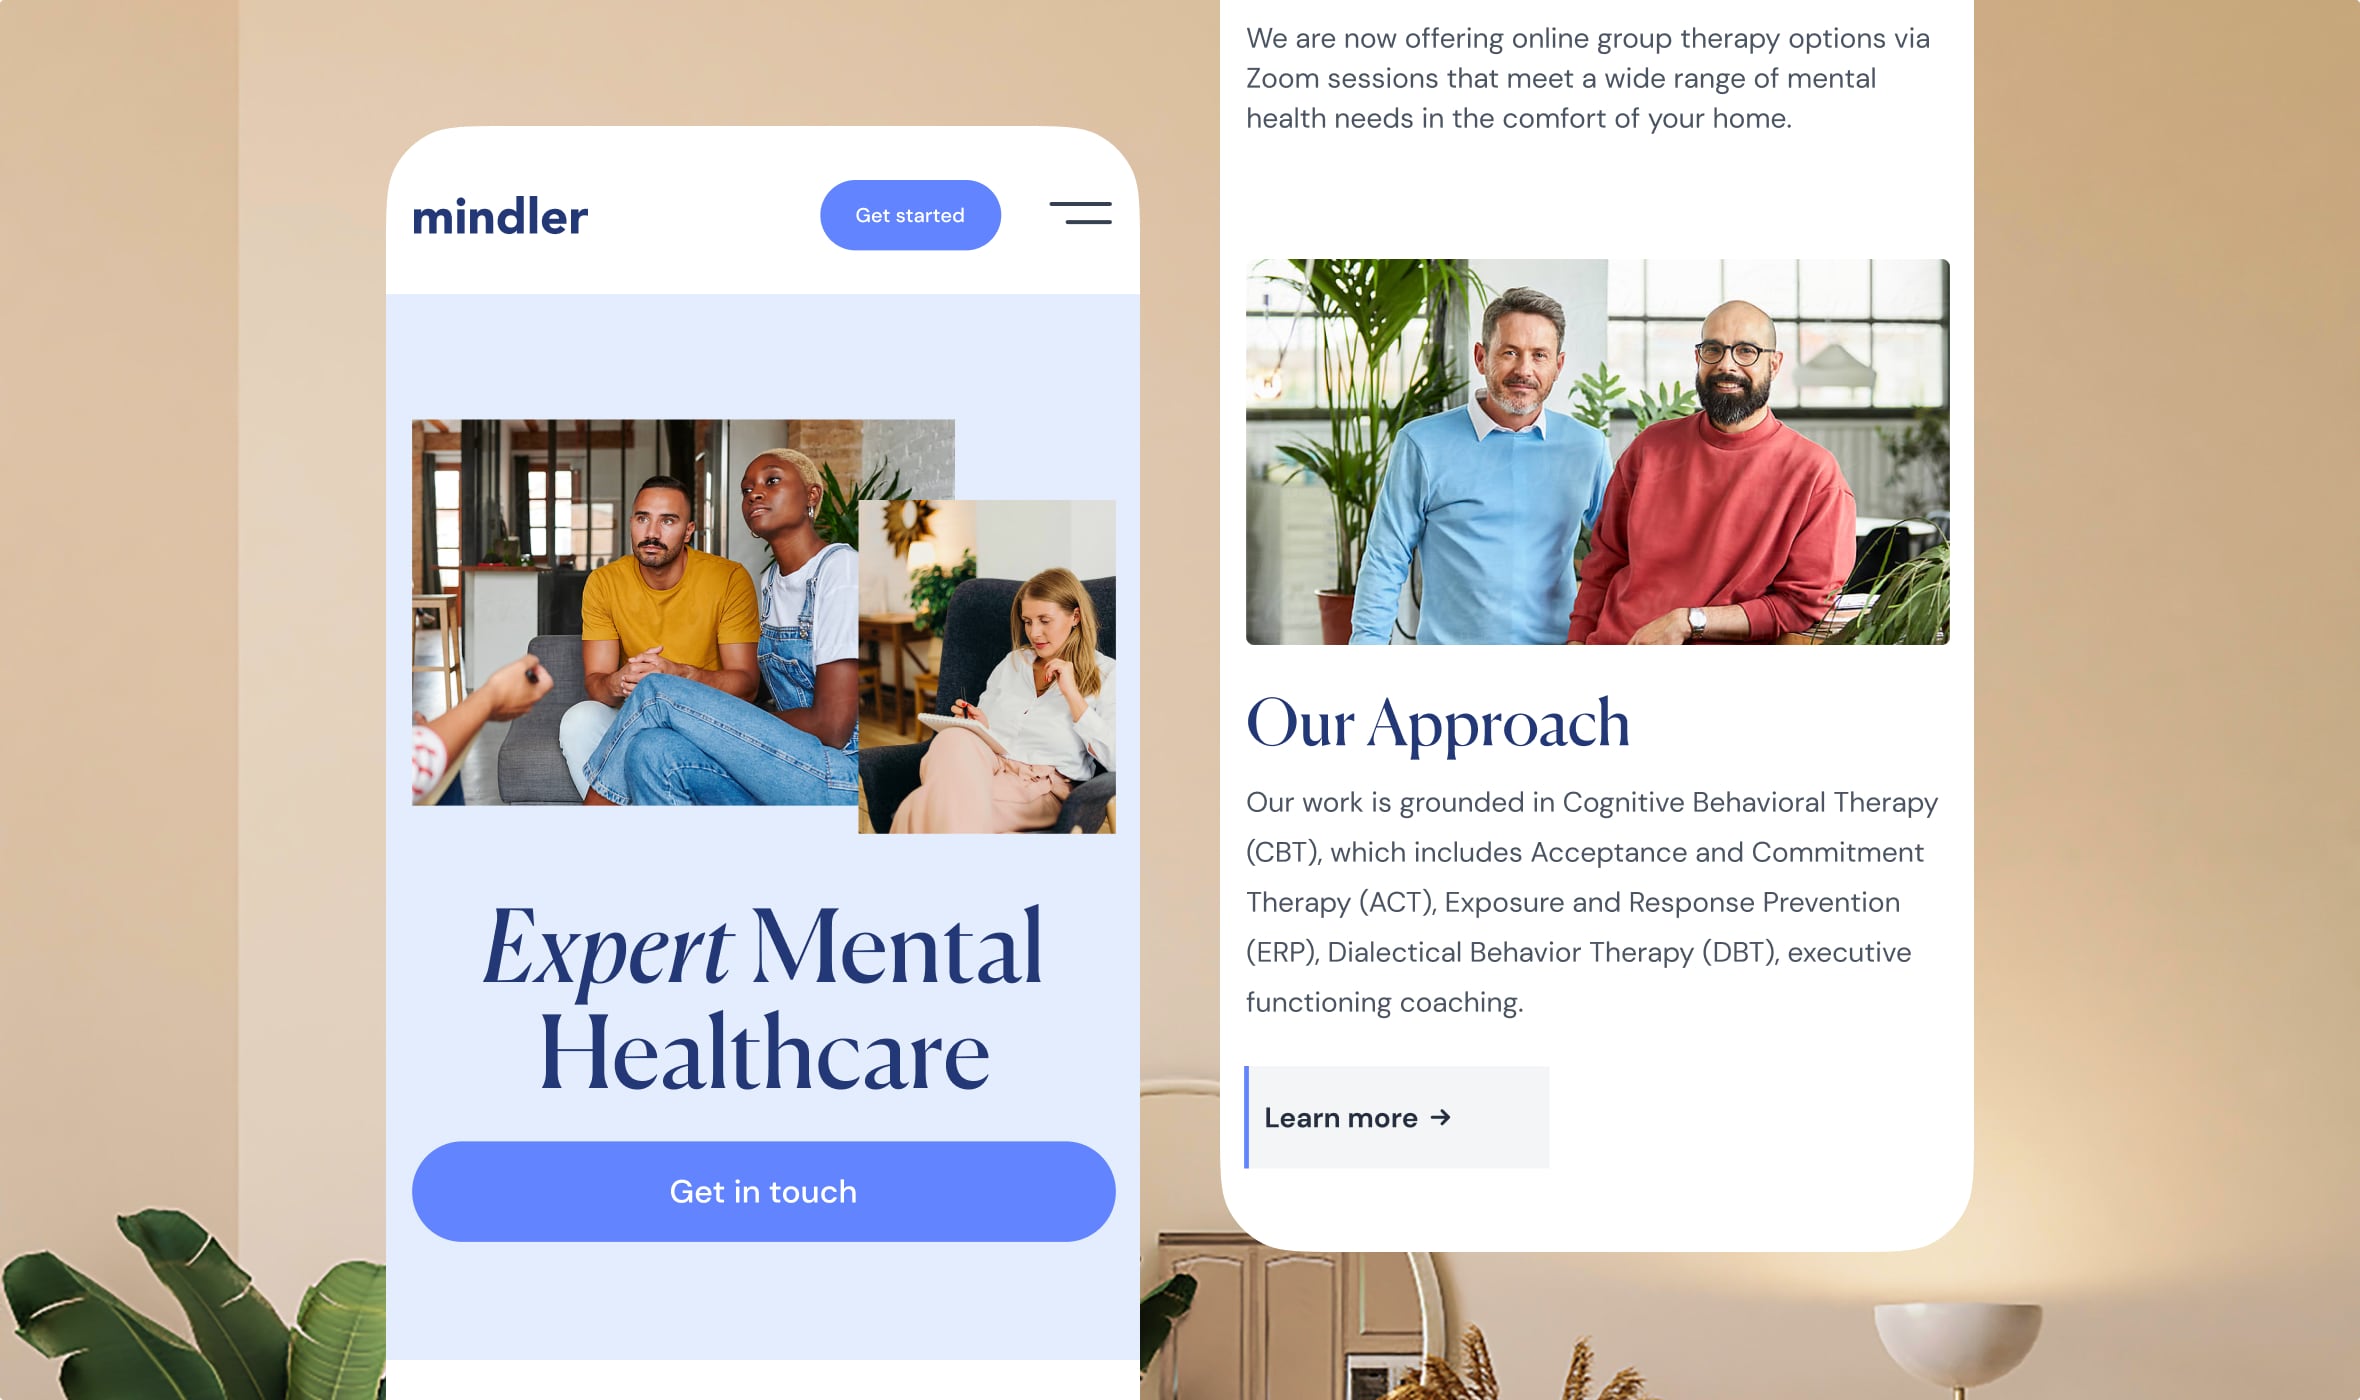 mindler
Get started
Expert Mental
Healthcare
Get in touch
We are now offering online group therapy options via
Zoom sessions that meet a wide range of mental
health needs in the comfort of your home.
Our Approach
Our work is grounded in Cognitive Behavioral Therapy
(CBT), which includes Acceptance and Commitment
Therapy (ACT), Exposure and Response Prevention
(ERP), Dialectical Behavior Therapy (DBT), executive
functioning coaching.
Learn more →